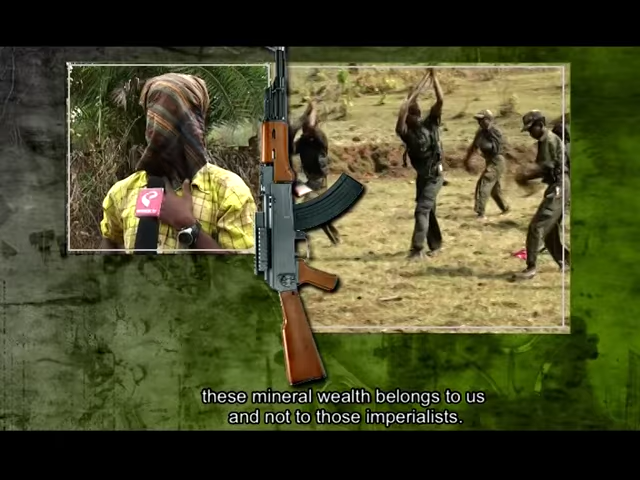 these mineral wealth belongs to us
and not to those imperialists.